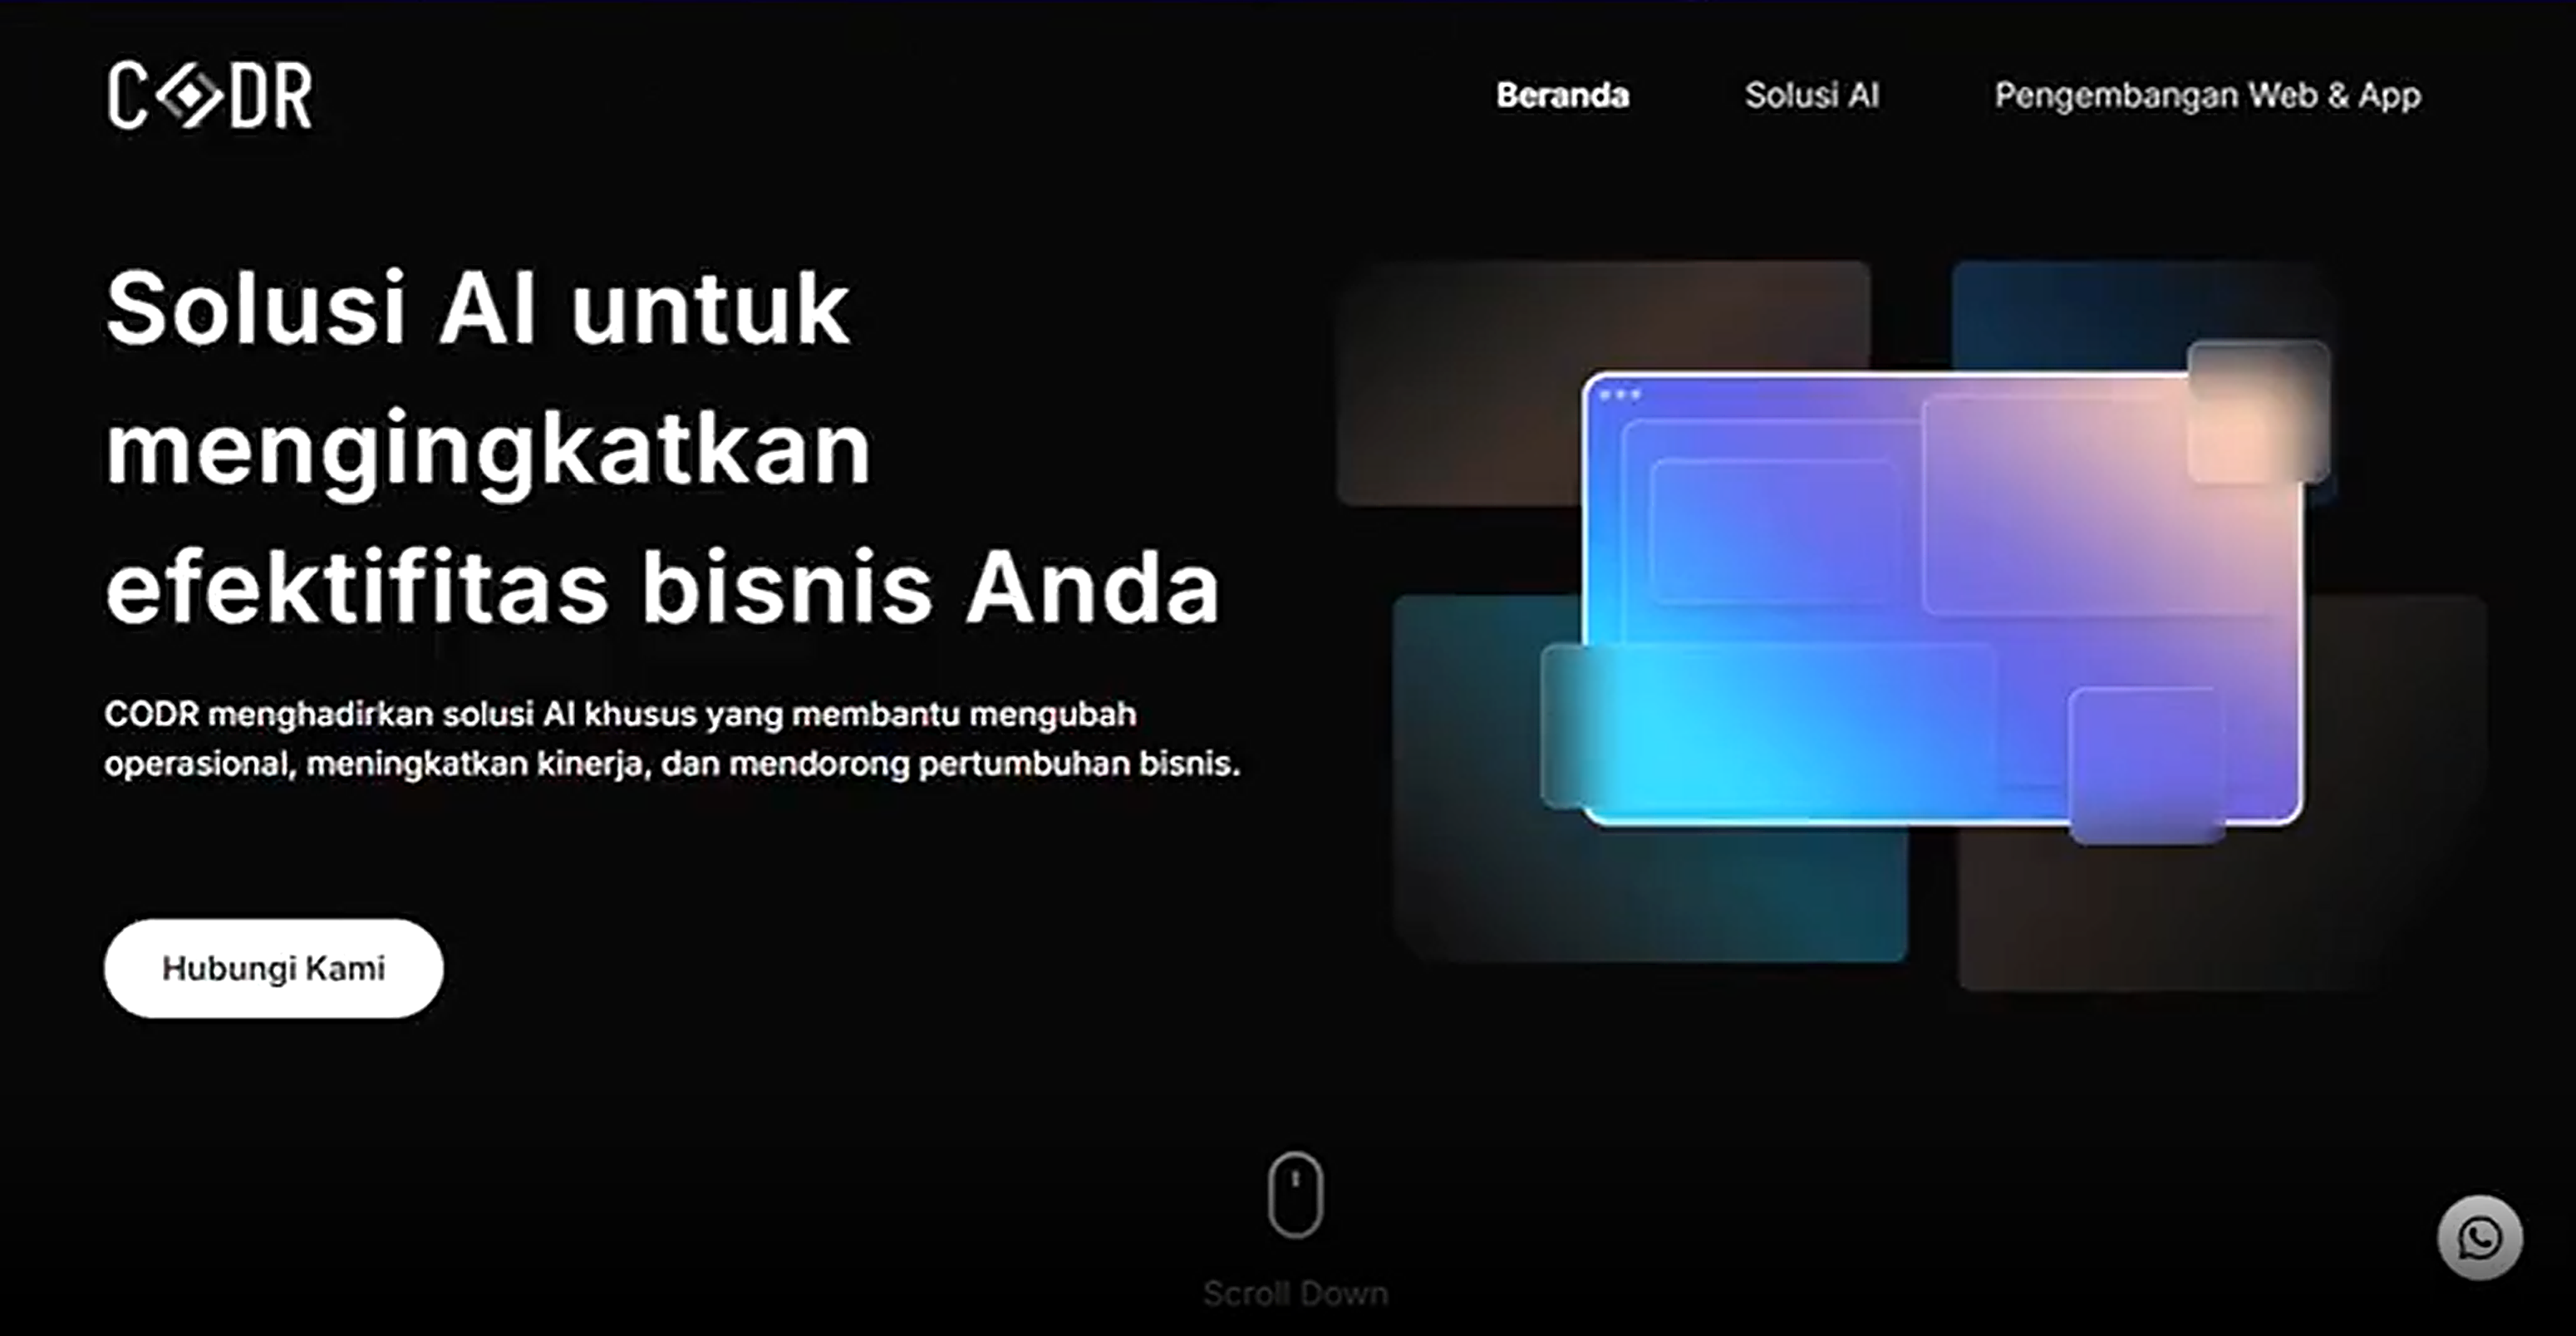 CODR
Beranda
Solusi AI
Pengembangan Web & App
Solusi AI untuk
mengingkatkan
efektifitas bisnis Anda
CODR menghadirkan solusi AI khusus yang membantu mengubah
operasional, meningkatkan kinerja, dan mendorong pertumbuhan bisnis.
Hubungi Kami
Scroll Down